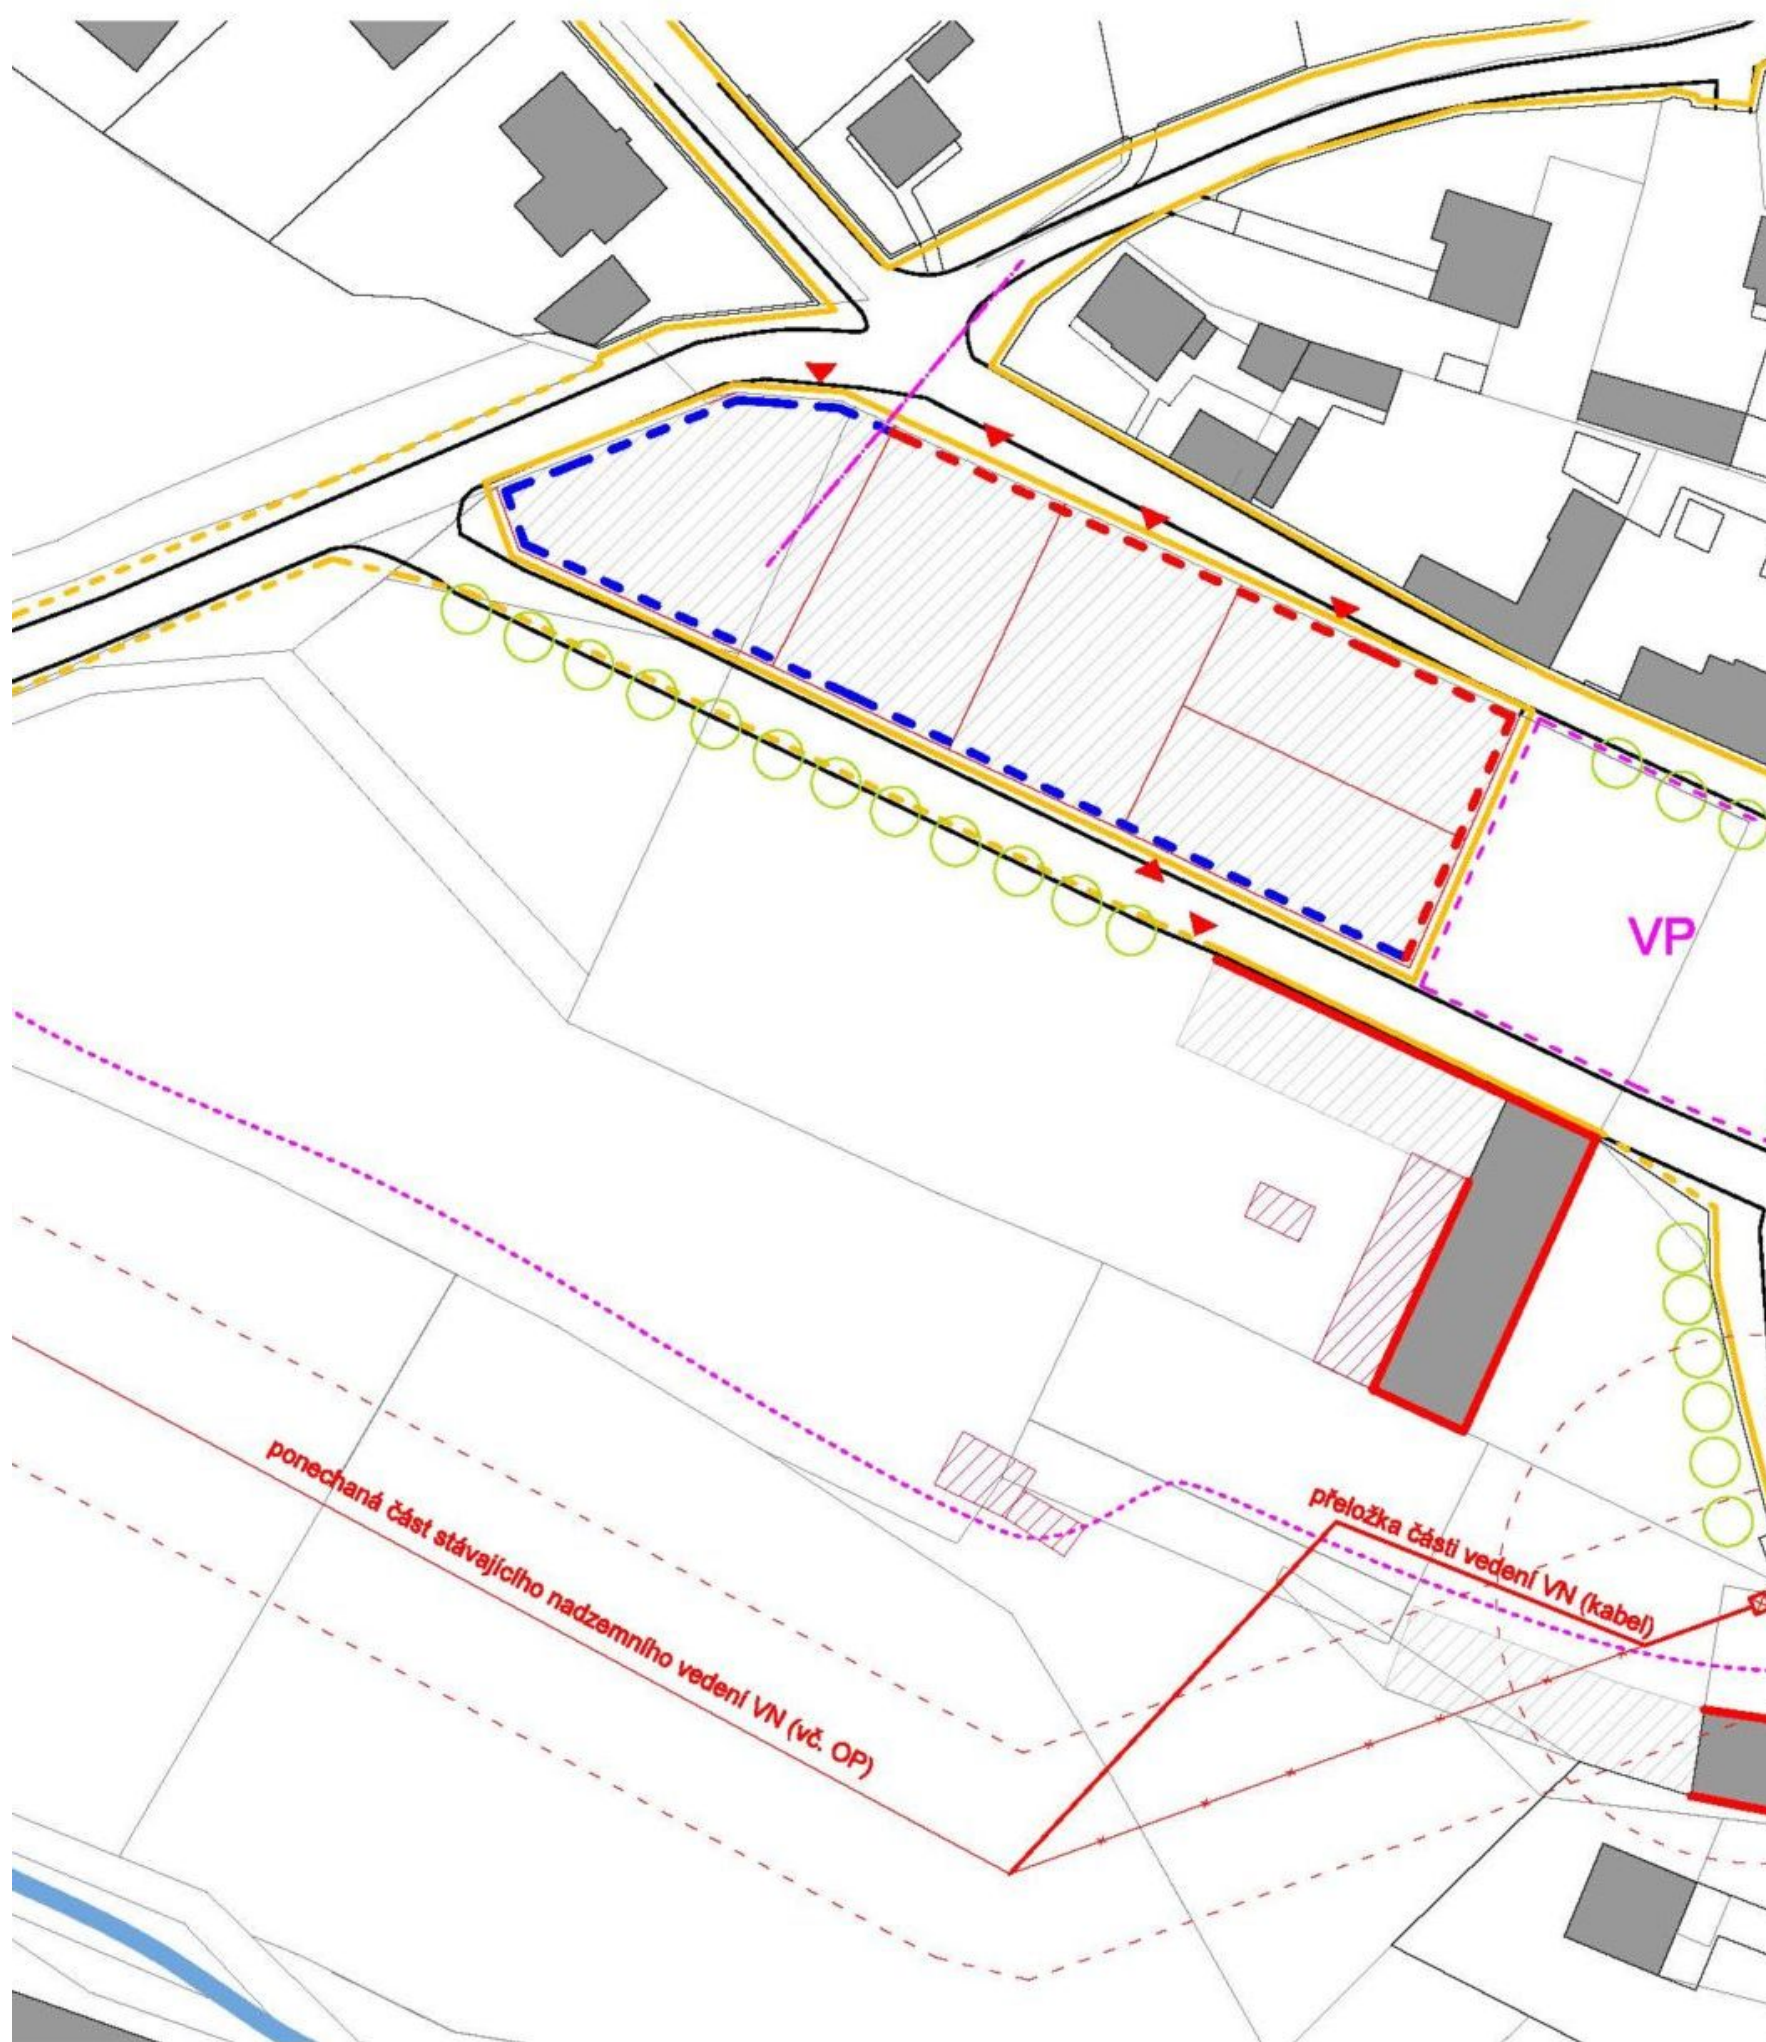 VP
ponechaná část stávajícího nadzemního vedení VN (vč. OP)
přeložka části vedení VN (kabel)